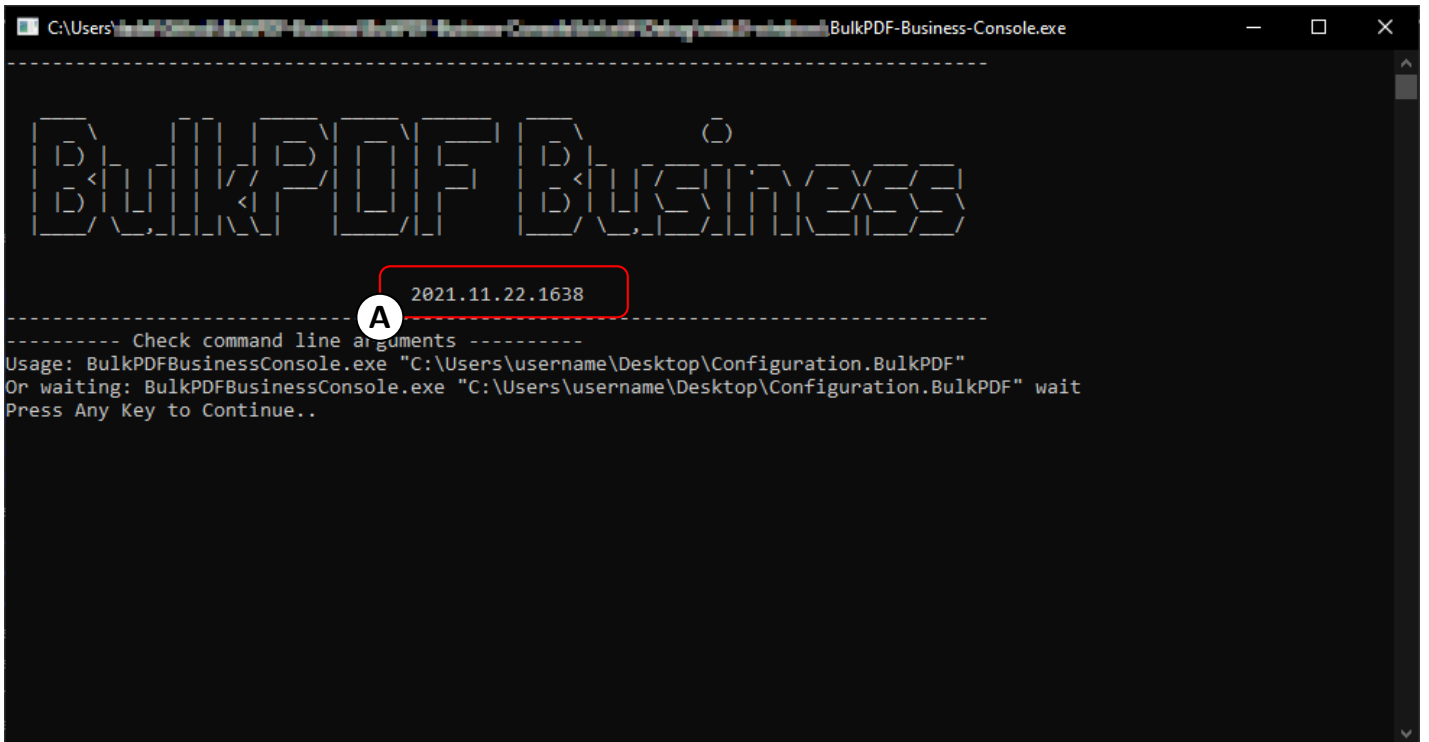 C:\Users\ BulkPDF-Business-Console.exe
-------------------------------------------------------------------------------------
BulkPDF Business
2021.11.22.1638
A
-------------------------------------------------------------------------------------
---------- Check command line arguments ----------
Usage: BulkPDFBusinessConsole.exe "C:\Users\username\Desktop\Configuration.BulkPDF"
Or waiting: BulkPDFBusinessConsole.exe "C:\Users\username\Desktop\Configuration.BulkPDF" wait
Press Any Key to Continue..